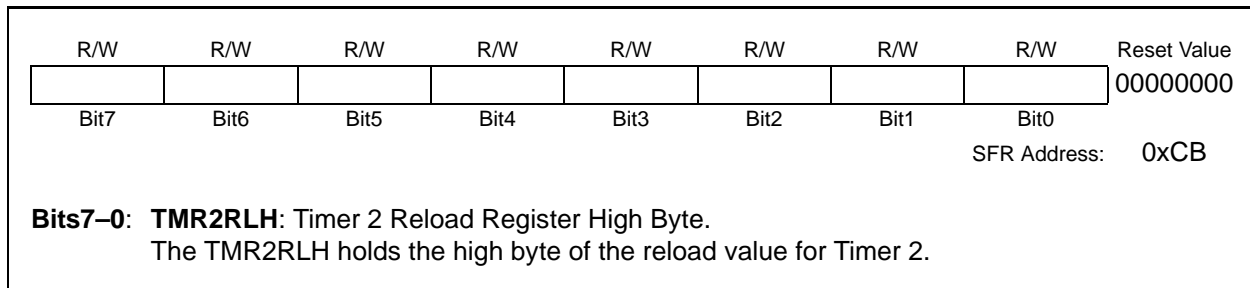 R/W R/W R/W R/W R/W R/W R/W R/W Reset Value
00000000
Bit7 Bit6 Bit5 Bit4 Bit3 Bit2 Bit1 Bit0
SFR Address: 0xCB
Bits7–0: TMR2RLH: Timer 2 Reload Register High Byte.
The TMR2RLH holds the high byte of the reload value for Timer 2.